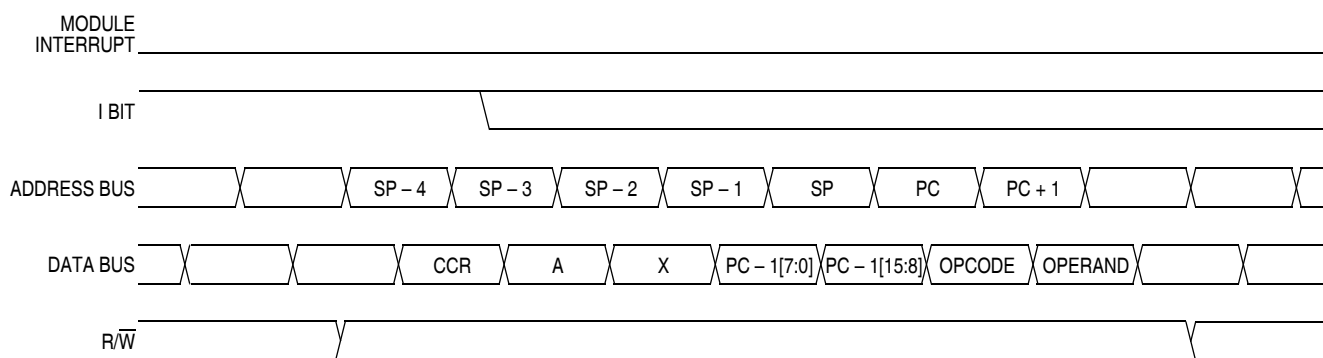 MODULE
INTERRUPT
I BIT
ADDRESS BUS SP – 4 SP – 3 SP – 2 SP – 1 SP PC PC + 1
DATA BUS CCR A X PC – 1[7:0] PC – 1[15:8] OPCODE OPERAND
R/W̅